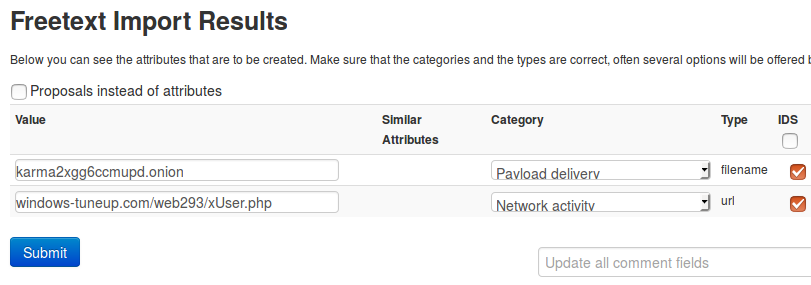 Freetext Import Results
Below you can see the attributes that are to be created. Make sure that the categories and the types are correct, often several options will be offered
Proposals instead of attributes
Value Similar Attributes Category Type IDS
karma2xgg6ccmupd.onion Payload delivery filename
windows-tuneup.com/web293/xUser.php Network activity url
Submit
Update all comment fields